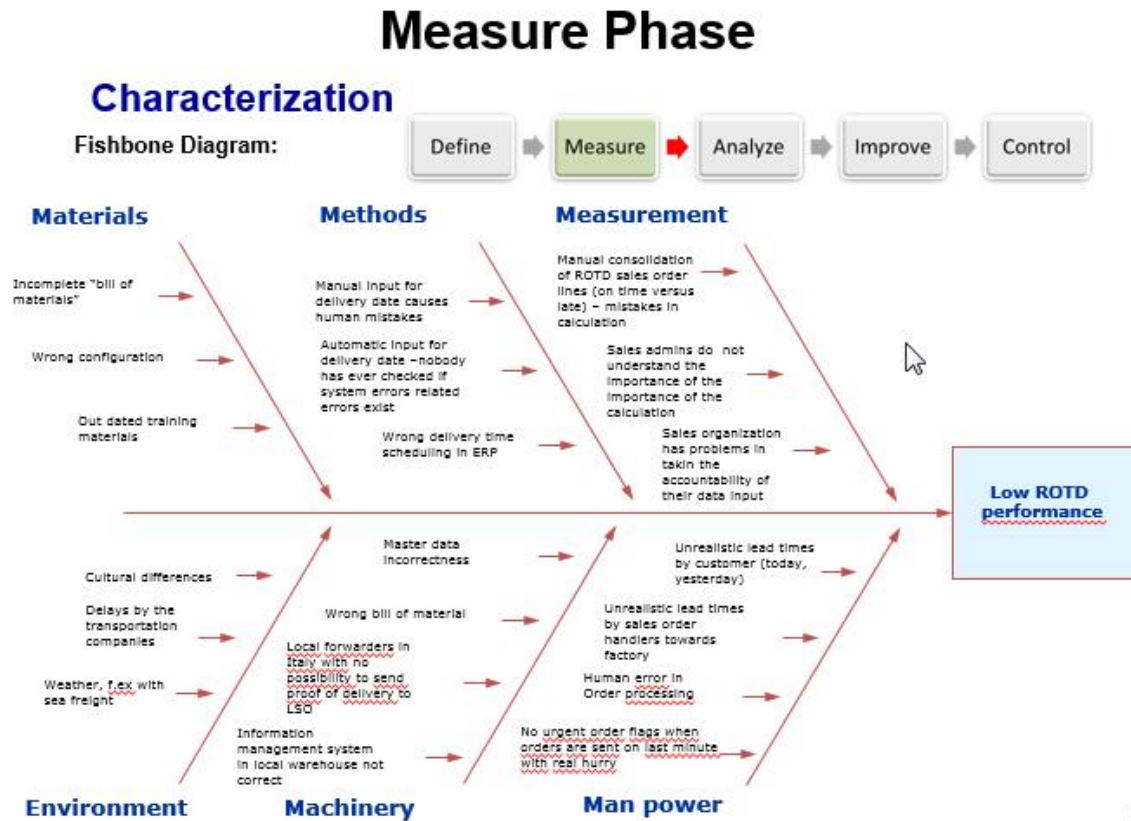 Measure Phase
Characterization
Fishbone Diagram:
Define
Measure
Analyze
Improve
Control
Materials
Methods
Measurement
Incomplete “bill of
materials”
Wrong configuration
Out dated training
materials
Manual input for
delivery date causes
human mistakes
Automatic input for
delivery date –nobody
has ever checked if
system errors related
errors exist
Wrong delivery time
scheduling in ERP
Manual consolidation
of ROTD sales order
lines (on time versus
late) – mistakes in
calculation
Sales admins do not
understand the
importance of the
importance of the
calculation
Sales organization
has problems in
takin the
accountability of
their data input
Low ROTD
performance
Cultural differences
Delays by the
transportation
companies
Weather, f.ex with
sea freight
Master data
incorrectness
Wrong bill of material
Local forwarders in
Italy with no
possibility to send
proof of delivery to
LSO
Information
management system
in local warehouse not
correct
Unrealistic lead times
by customer (today,
yesterday)
Unrealistic lead times
by sales order
handlers towards
factory
Human error in
Order processing
No urgent order flags when
orders are sent on last minute
with real hurry
Environment
Machinery
Man power